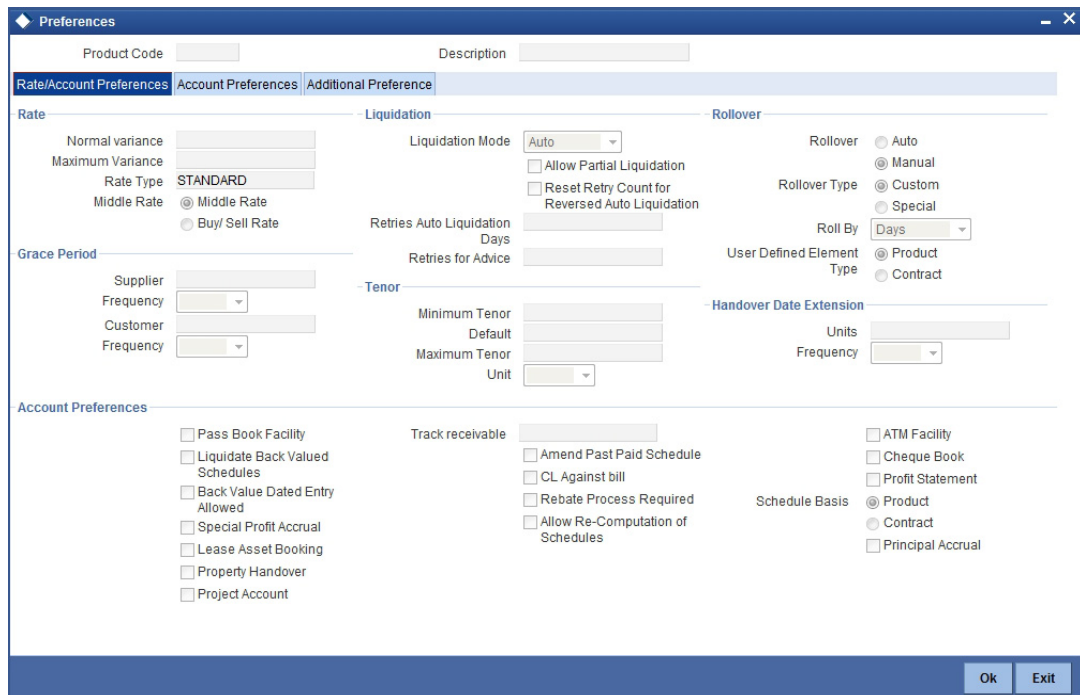 Preferences
Product Code
Description
Rate/Account Preferences
Account Preferences
Additional Preference
Rate
Normal variance
Maximum Variance
Rate Type STANDARD
Middle Rate
Middle Rate
Buy/ Sell Rate
Grace Period
Supplier
Frequency
Customer
Frequency
Liquidation
Liquidation Mode Auto
Allow Partial Liquidation
Reset Retry Count for
Reversed Auto Liquidation
Retries Auto Liquidation
Days
Retries for Advice
Tenor
Minimum Tenor
Default
Maximum Tenor
Unit
Rollover
Rollover
Auto
Manual
Rollover Type
Custom
Special
Roll By Days
User Defined Element
Type
Product
Contract
Handover Date Extension
Units
Frequency
Account Preferences
Pass Book Facility
Liquidate Back Valued
Schedules
Back Value Dated Entry
Allowed
Special Profit Accrual
Lease Asset Booking
Property Handover
Project Account
Track receivable
Amend Past Paid Schedule
CL Against bill
Rebate Process Required
Allow Re-Computation of
Schedules
ATM Facility
Cheque Book
Profit Statement
Schedule Basis
Product
Contract
Principal Accrual
Ok
Exit